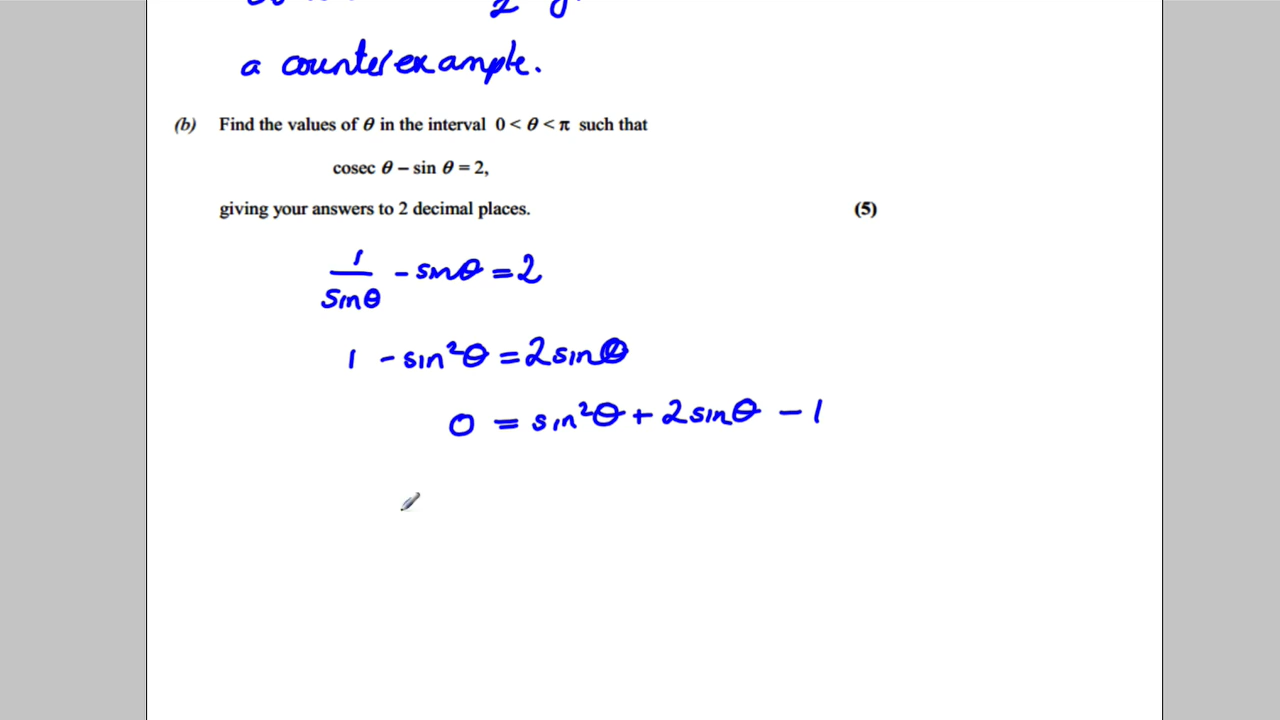 a counterexample.
(b) Find the values of θ in the interval 0 < θ < π such that
cosec θ – sin θ = 2,
giving your answers to 2 decimal places. (5)
1/sinθ - sinθ = 2
1 - sin²θ = 2sinθ
0 = sin²θ + 2sinθ - 1